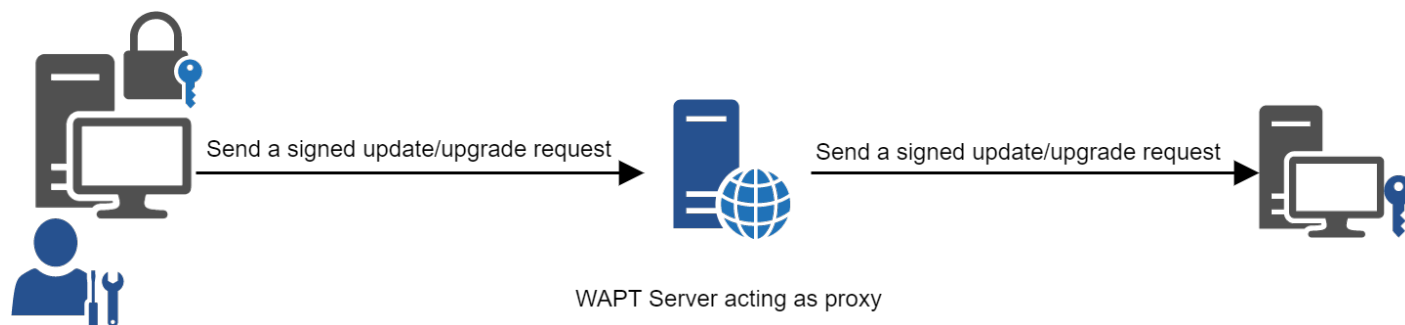 Send a signed update/upgrade request
Send a signed update/upgrade request
WAPT Server acting as proxy